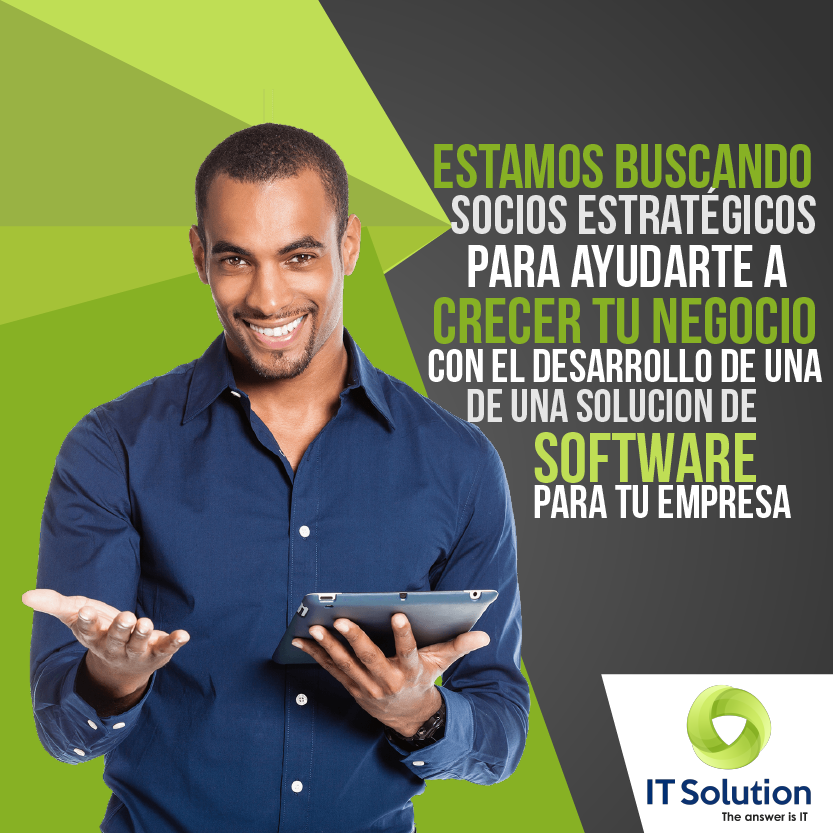 ESTAMOS BUSCANDO
SOCIOS ESTRATÉGICOS
PARA AYUDARTE A
CRECER TU NEGOCIO
CON EL DESARROLLO DE UNA
DE UNA SOLUCION DE
SOFTWARE
PARA TU EMPRESA
IT Solution
The answer is IT